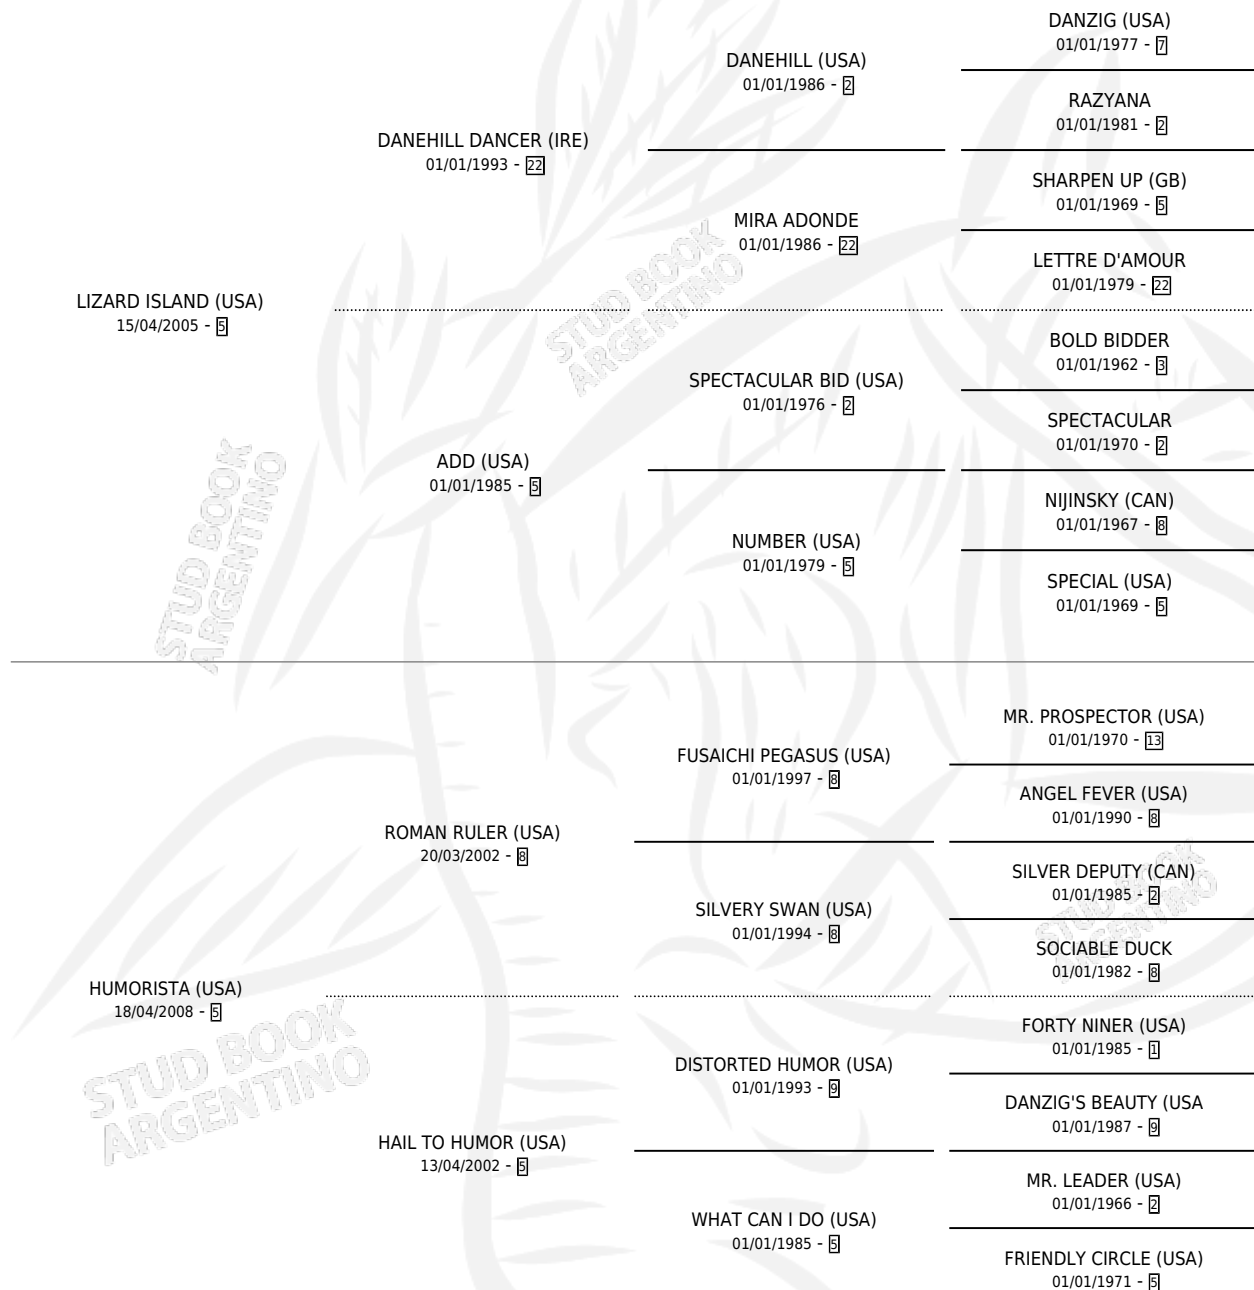 DANZIG (USA)
01/01/1977 - 7
DANEHILL (USA)
01/01/1986 - 2
RAZYANA
01/01/1981 - 2
DANEHILL DANCER (IRE)
01/01/1993 - 22
SHARPEN UP (GB)
01/01/1969 - 5
MIRA ADONDE
01/01/1986 - 22
LETTRE D'AMOUR
01/01/1979 - 22
LIZARD ISLAND (USA)
15/04/2005 - 5
BOLD BIDDER
01/01/1962 - 3
SPECTACULAR BID (USA)
01/01/1976 - 2
SPECTACULAR
01/01/1970 - 2
ADD (USA)
01/01/1985 - 5
NIJINSKY (CAN)
01/01/1967 - 8
NUMBER (USA)
01/01/1979 - 5
SPECIAL (USA)
01/01/1969 - 5
MR. PROSPECTOR (USA)
01/01/1970 - 13
FUSAICHI PEGASUS (USA)
01/01/1997 - 8
ANGEL FEVER (USA)
01/01/1990 - 8
ROMAN RULER (USA)
20/03/2002 - 8
SILVER DEPUTY (CAN)
01/01/1985 - 2
SILVERY SWAN (USA)
01/01/1994 - 8
SOCIABLE DUCK
01/01/1982 - 8
HUMORISTA (USA)
18/04/2008 - 5
FORTY NINER (USA)
01/01/1985 - 1
DISTORTED HUMOR (USA)
01/01/1993 - 9
DANZIG'S BEAUTY (USA
01/01/1987 - 9
HAIL TO HUMOR (USA)
13/04/2002 - 5
MR. LEADER (USA)
01/01/1966 - 2
WHAT CAN I DO (USA)
01/01/1985 - 5
FRIENDLY CIRCLE (USA)
01/01/1971 - 5
STUD BOOK
ARGENTINO
STUD BOOK
ARGENTINO
STUD BOOK
ARGENTINO
STUD BOOK
ARGENTINO